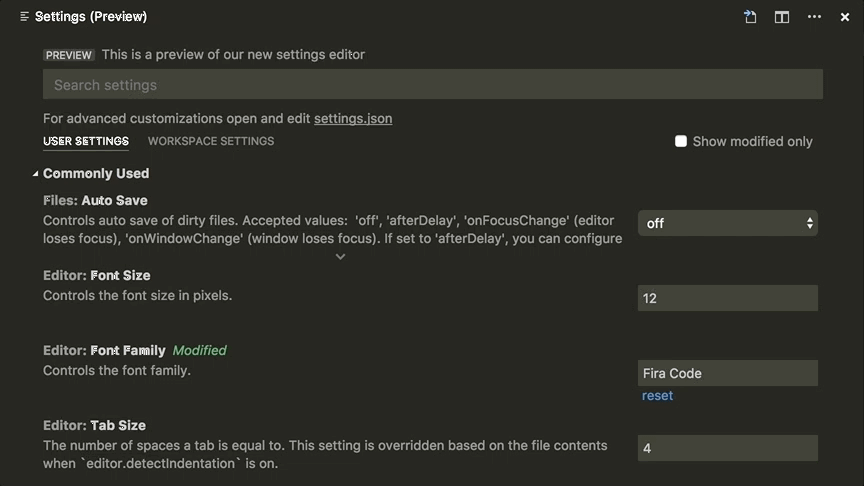 Settings (Preview)
PREVIEW This is a preview of our new settings editor
Search settings
For advanced customizations open and edit settings.json
USER SETTINGS WORKSPACE SETTINGS Show modified only
Commonly Used
Files: Auto Save
Controls auto save of dirty files. Accepted values: 'off', 'afterDelay', 'onFocusChange' (editor
loses focus), 'onWindowChange' (window loses focus). If set to 'afterDelay', you can configure
off
Editor: Font Size
Controls the font size in pixels.
12
Editor: Font Family Modified
Controls the font family.
Fira Code
reset
Editor: Tab Size
The number of spaces a tab is equal to. This setting is overridden based on the file contents
when `editor.detectIndentation` is on.
4